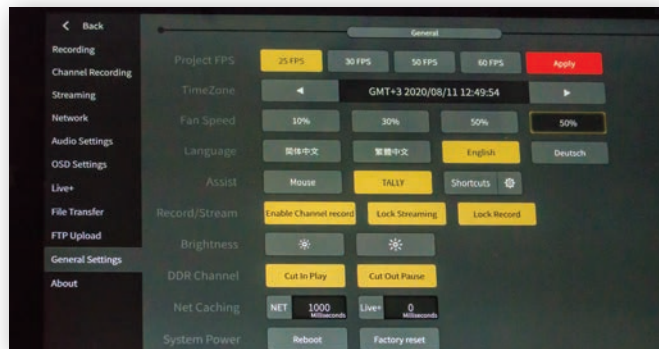 Back
General
Recording
Channel Recording
Streaming
Network
Audio Settings
OSD Settings
Live+
File Transfer
FTP Upload
General Settings
About
Project FPS 25 FPS 30 FPS 50 FPS 60 FPS Apply
TimeZone GMT+3 2020/08/11 12:49:54
Fan Speed 10% 30% 50% 50%
Language 简体中文 繁體中文 English Deutsch
Assist Mouse TALLY Shortcuts
Record/Stream Enable Channel record Lock Streaming Lock Record
Brightness
DDR Channel Cut In Play Cut Out Pause
Net Caching NET 1000 Milliseconds Live+ 0 Milliseconds
System Power Reboot Factory reset